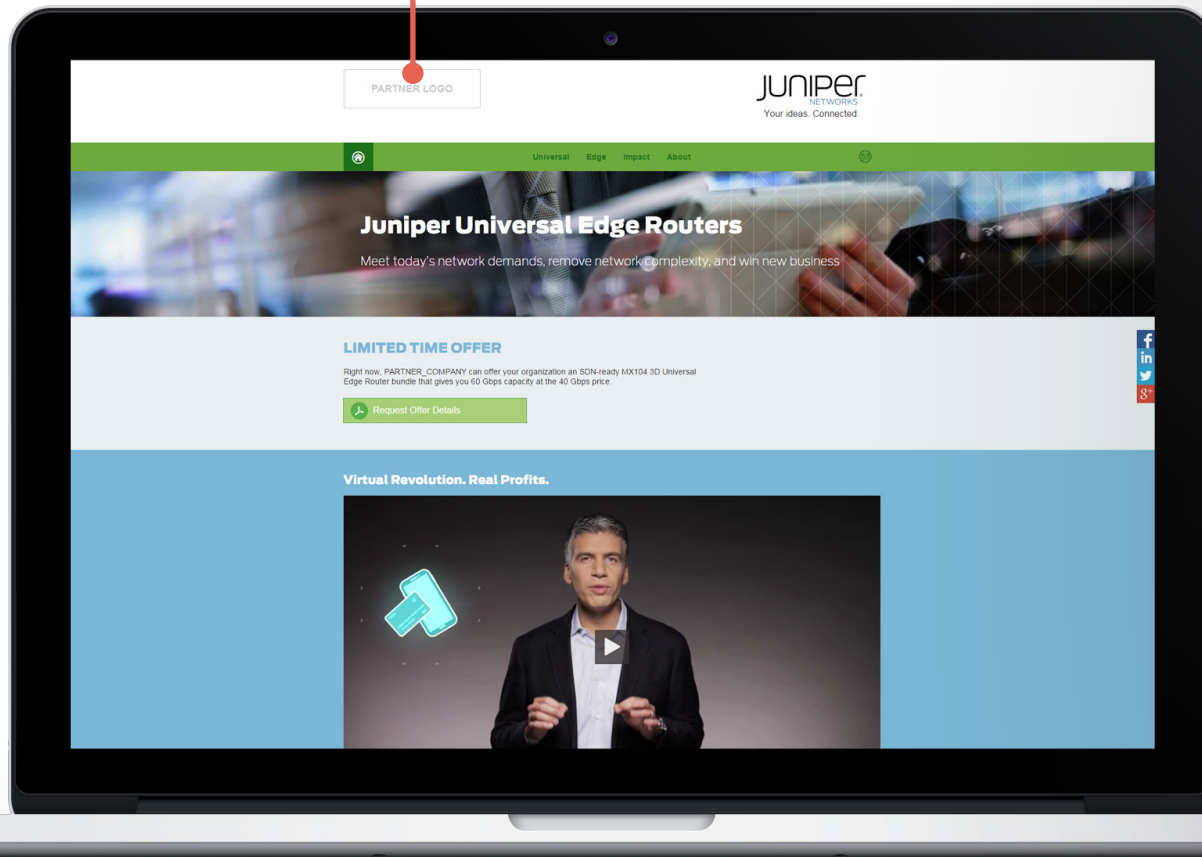 PARTNER LOGO
JUNIPER
NETWORKS
Your ideas. Connected.
Universal Edge Impact About
Juniper Universal Edge Routers
Meet today's network demands, remove network complexity, and win new business
LIMITED TIME OFFER
Right now, PARTNER_COMPANY can offer your organization an SDN-ready MX104 3D Universal
Edge Router bundle that gives you 60 Gbps capacity at the 40 Gbps price.
Request Offer Details
f
in
g+
Virtual Revolution. Real Profits.